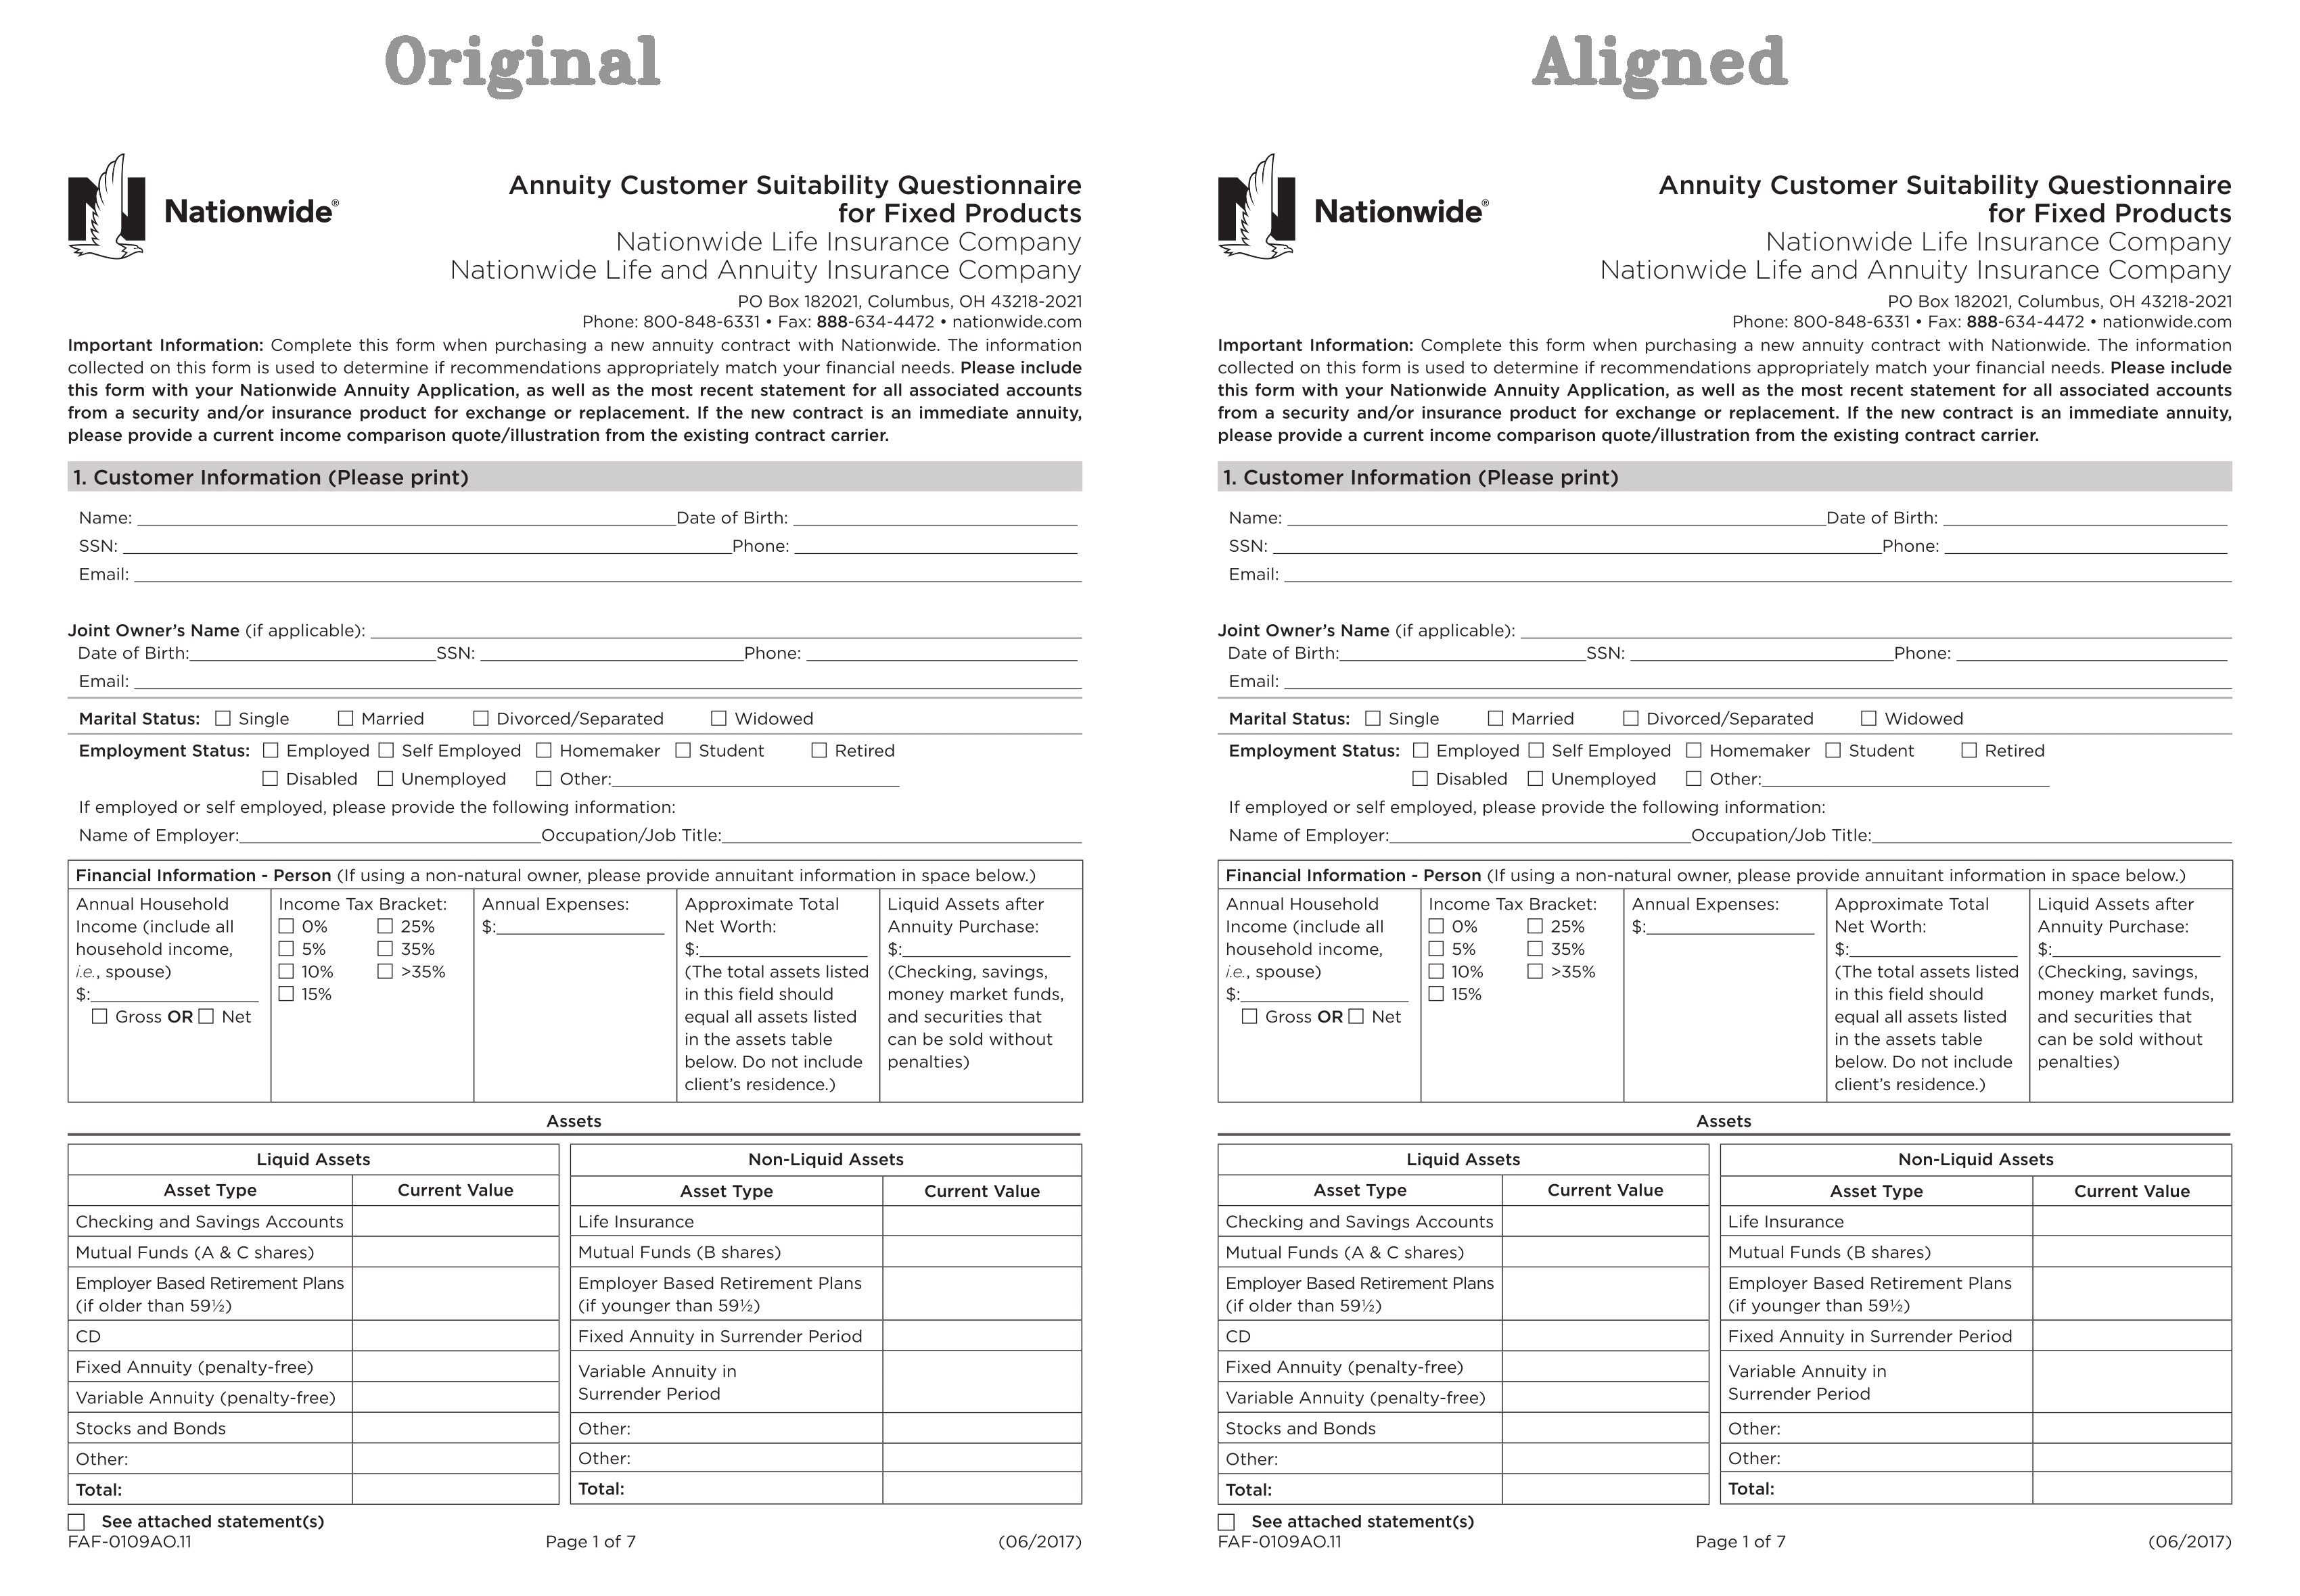 Original
Nationwide®
Annuity Customer Suitability Questionnaire
for Fixed Products
Nationwide Life Insurance Company
Nationwide Life and Annuity Insurance Company
PO Box 182021, Columbus, OH 43218-2021
Phone: 800-848-6331 • Fax: 888-634-4472 • nationwide.com
Important Information: Complete this form when purchasing a new annuity contract with Nationwide. The information
collected on this form is used to determine if recommendations appropriately match your financial needs. Please include
this form with your Nationwide Annuity Application, as well as the most recent statement for all associated accounts
from a security and/or insurance product for exchange or replacement. If the new contract is an immediate annuity,
please provide a current income comparison quote/illustration from the existing contract carrier.
1. Customer Information (Please print)
Name: Date of Birth:
SSN: Phone:
Email:
Joint Owner’s Name (if applicable):
Date of Birth: SSN: Phone:
Email:
Marital Status: Single Married Divorced/Separated Widowed
Employment Status: Employed Self Employed Homemaker Student Retired
Disabled Unemployed Other:
If employed or self employed, please provide the following information:
Name of Employer: Occupation/Job Title:
Financial Information - Person (If using a non-natural owner, please provide annuitant information in space below.)
Annual Household
Income (include all
household income,
i.e., spouse)
$:
Gross OR Net
Income Tax Bracket:
0% 25%
5% 35%
10% >35%
15%
Annual Expenses:
$:
Approximate Total
Net Worth:
$:
(The total assets listed
in this field should
equal all assets listed
in the assets table
below. Do not include
client’s residence.)
Liquid Assets after
Annuity Purchase:
$:
(Checking, savings,
money market funds,
and securities that
can be sold without
penalties)
Assets
Liquid Assets
Asset Type Current Value
Checking and Savings Accounts
Mutual Funds (A & C shares)
Employer Based Retirement Plans
(if older than 59½)
CD
Fixed Annuity (penalty-free)
Variable Annuity (penalty-free)
Stocks and Bonds
Other:
Total:
Non-Liquid Assets
Asset Type Current Value
Life Insurance
Mutual Funds (B shares)
Employer Based Retirement Plans
(if younger than 59½)
Fixed Annuity in Surrender Period
Variable Annuity in
Surrender Period
Other:
Other:
Total:
See attached statement(s)
FAF-0109AO.11 Page 1 of 7 (06/2017)
Aligned
Nationwide®
Annuity Customer Suitability Questionnaire
for Fixed Products
Nationwide Life Insurance Company
Nationwide Life and Annuity Insurance Company
PO Box 182021, Columbus, OH 43218-2021
Phone: 800-848-6331 • Fax: 888-634-4472 • nationwide.com
Important Information: Complete this form when purchasing a new annuity contract with Nationwide. The information
collected on this form is used to determine if recommendations appropriately match your financial needs. Please include
this form with your Nationwide Annuity Application, as well as the most recent statement for all associated accounts
from a security and/or insurance product for exchange or replacement. If the new contract is an immediate annuity,
please provide a current income comparison quote/illustration from the existing contract carrier.
1. Customer Information (Please print)
Name: Date of Birth:
SSN: Phone:
Email:
Joint Owner’s Name (if applicable):
Date of Birth: SSN: Phone:
Email:
Marital Status: Single Married Divorced/Separated Widowed
Employment Status: Employed Self Employed Homemaker Student Retired
Disabled Unemployed Other:
If employed or self employed, please provide the following information:
Name of Employer: Occupation/Job Title:
Financial Information - Person (If using a non-natural owner, please provide annuitant information in space below.)
Annual Household
Income (include all
household income,
i.e., spouse)
$:
Gross OR Net
Income Tax Bracket:
0% 25%
5% 35%
10% >35%
15%
Annual Expenses:
$:
Approximate Total
Net Worth:
$:
(The total assets listed
in this field should
equal all assets listed
in the assets table
below. Do not include
client’s residence.)
Liquid Assets after
Annuity Purchase:
$:
(Checking, savings,
money market funds,
and securities that
can be sold without
penalties)
Assets
Liquid Assets
Asset Type Current Value
Checking and Savings Accounts
Mutual Funds (A & C shares)
Employer Based Retirement Plans
(if older than 59½)
CD
Fixed Annuity (penalty-free)
Variable Annuity (penalty-free)
Stocks and Bonds
Other:
Total:
Non-Liquid Assets
Asset Type Current Value
Life Insurance
Mutual Funds (B shares)
Employer Based Retirement Plans
(if younger than 59½)
Fixed Annuity in Surrender Period
Variable Annuity in
Surrender Period
Other:
Other:
Total:
See attached statement(s)
FAF-0109AO.11 Page 1 of 7 (06/2017)